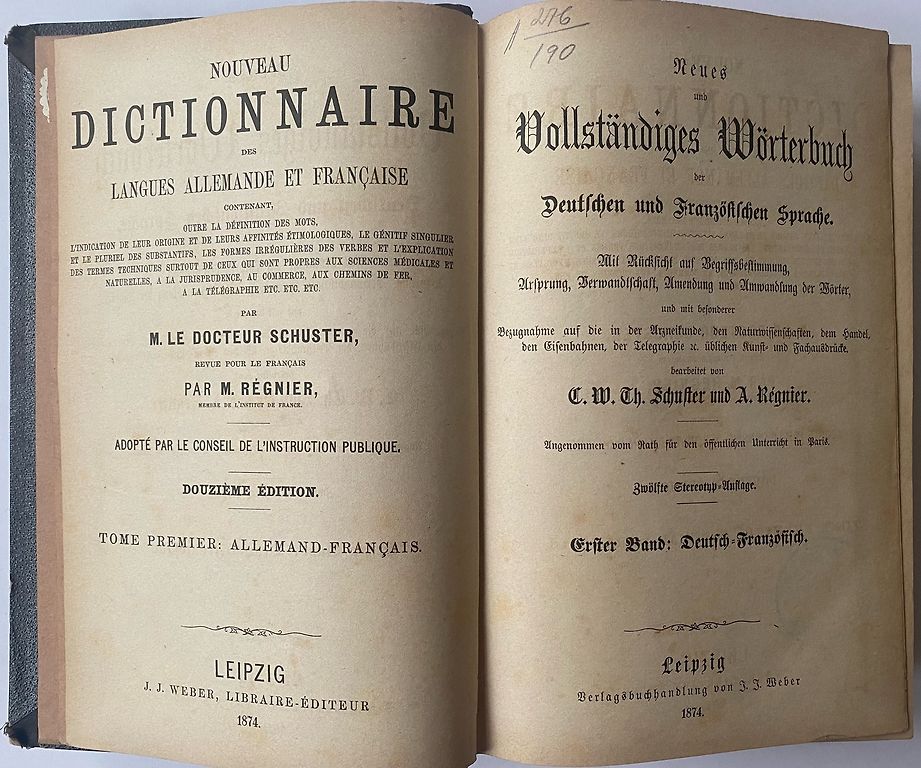 NOUVEAU
DICTIONNAIRE
DES
LANGUES ALLEMANDE ET FRANÇAISE
CONTENANT,
OUTRE LA DÉFINITION DES MOTS,
L'INDICATION DE LEUR ORIGINE ET DE LEURS AFFINITÉS ÉTIMOLOGIQUES, LE GÉNITIF SINGULIER
ET LE PLURIEL DES SUBSTANTIFS, LES FORMES IRRÉGULIÈRES DES VERBES ET L'EXPLICATION
DES TERMES TECHNIQUES SURTOUT DE CEUX QUI SONT PROPRES AUX SCIENCES MÉDICALES ET
NATURELLES, A LA JURISPRUDENCE, AU COMMERCE, AUX CHEMINS DE FER,
A LA TÉLÉGRAPHIE ETC. ETC. ETC.
PAR
M. LE DOCTEUR SCHUSTER,
REVUE POUR LE FRANÇAIS
PAR M. RÉGNIER,
MEMBRE DE L'INSTITUT DE FRANCE.
ADOPTÉ PAR LE CONSEIL DE L'INSTRUCTION PUBLIQUE.
DOUZIÈME ÉDITION.
TOME PREMIER: ALLEMAND-FRANÇAIS.
LEIPZIG
J. J. WEBER, LIBRAIRE-ÉDITEUR
1874.
276
190
Neues
und
Vollständiges Wörterbuch
der
Deutschen und Französischen Sprache.
Mit Rücksicht auf Begriffsbestimmung,
Ursprung, Verwandtschaft, Umendung und Umwandlung der Wörter,
und mit besonderer
Bezugnahme auf die in der Arzneikunde, den Naturwissenschaften, dem Handel,
den Eisenbahnen, der Telegraphie ꝛc. üblichen Kunst- und Fachausdrücke.
bearbeitet von
C. W. Th. Schuster und A. Régnier.
Angenommen vom Rath für den öffentlichen Unterricht in Paris.
Zwölfte Stereotyp-Auflage.
Erster Band: Deutsch-Französisch.
Leipzig
Verlagsbuchhandlung von J. J. Weber
1874.